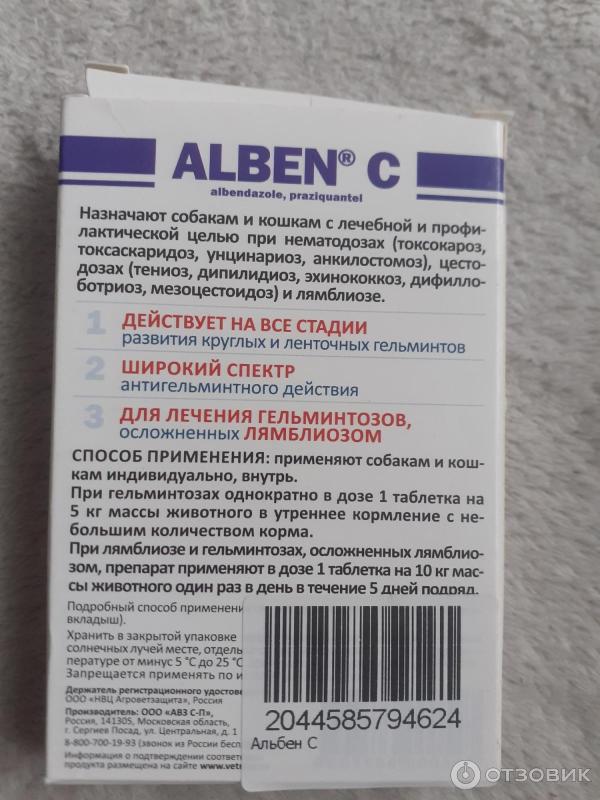 ALBEN® C
albendazole, praziquantel
Назначают собакам и кошкам с лечебной и профи-
лактической целью при нематодозах (токсокароз,
токсаскаридоз, унцинариоз, анкилостомоз), цесто-
дозах (тениоз, дипилидиоз, эхинококкоз, дифилло-
ботриоз, мезоцестоидоз) и лямблиозе.
1 ДЕЙСТВУЕТ НА ВСЕ СТАДИИ
развития круглых и ленточных гельминтов
2 ШИРОКИЙ СПЕКТР
антигельминтного действия
3 ДЛЯ ЛЕЧЕНИЯ ГЕЛЬМИНТОЗОВ,
осложненных ЛЯМБЛИОЗОМ
СПОСОБ ПРИМЕНЕНИЯ: применяют собакам и кош-
кам индивидуально, внутрь.
При гельминтозах однократно в дозе 1 таблетка на
5 кг массы животного в утреннее кормление с не-
большим количеством корма.
При лямблиозе и гельминтозах, осложненных лямблио-
зом, препарат применяют в дозе 1 таблетка на 10 кг мас-
сы животного один раз в день в течение 5 дней подряд.
Подробный способ применени
вкладыш).
Хранить в закрытой упаковке
солнечных лучей месте, отдель
пературе от минус 5 °С до 25 °С
Запрещается применять по и
Держатель регистрационного удостове
ООО «НВЦ Агроветзащита», Россия
Производитель: ООО «АВЗ С-П»,
Россия, 141305, Московская область,
г. Сергиев Посад, ул. Центральная, д. 1
8-800-700-19-93 (звонок из России бесп
Информация о подтверждении соответств
продукта размещена на сайте www.vet
2044585794624
Альбен С
ОТЗОВИК